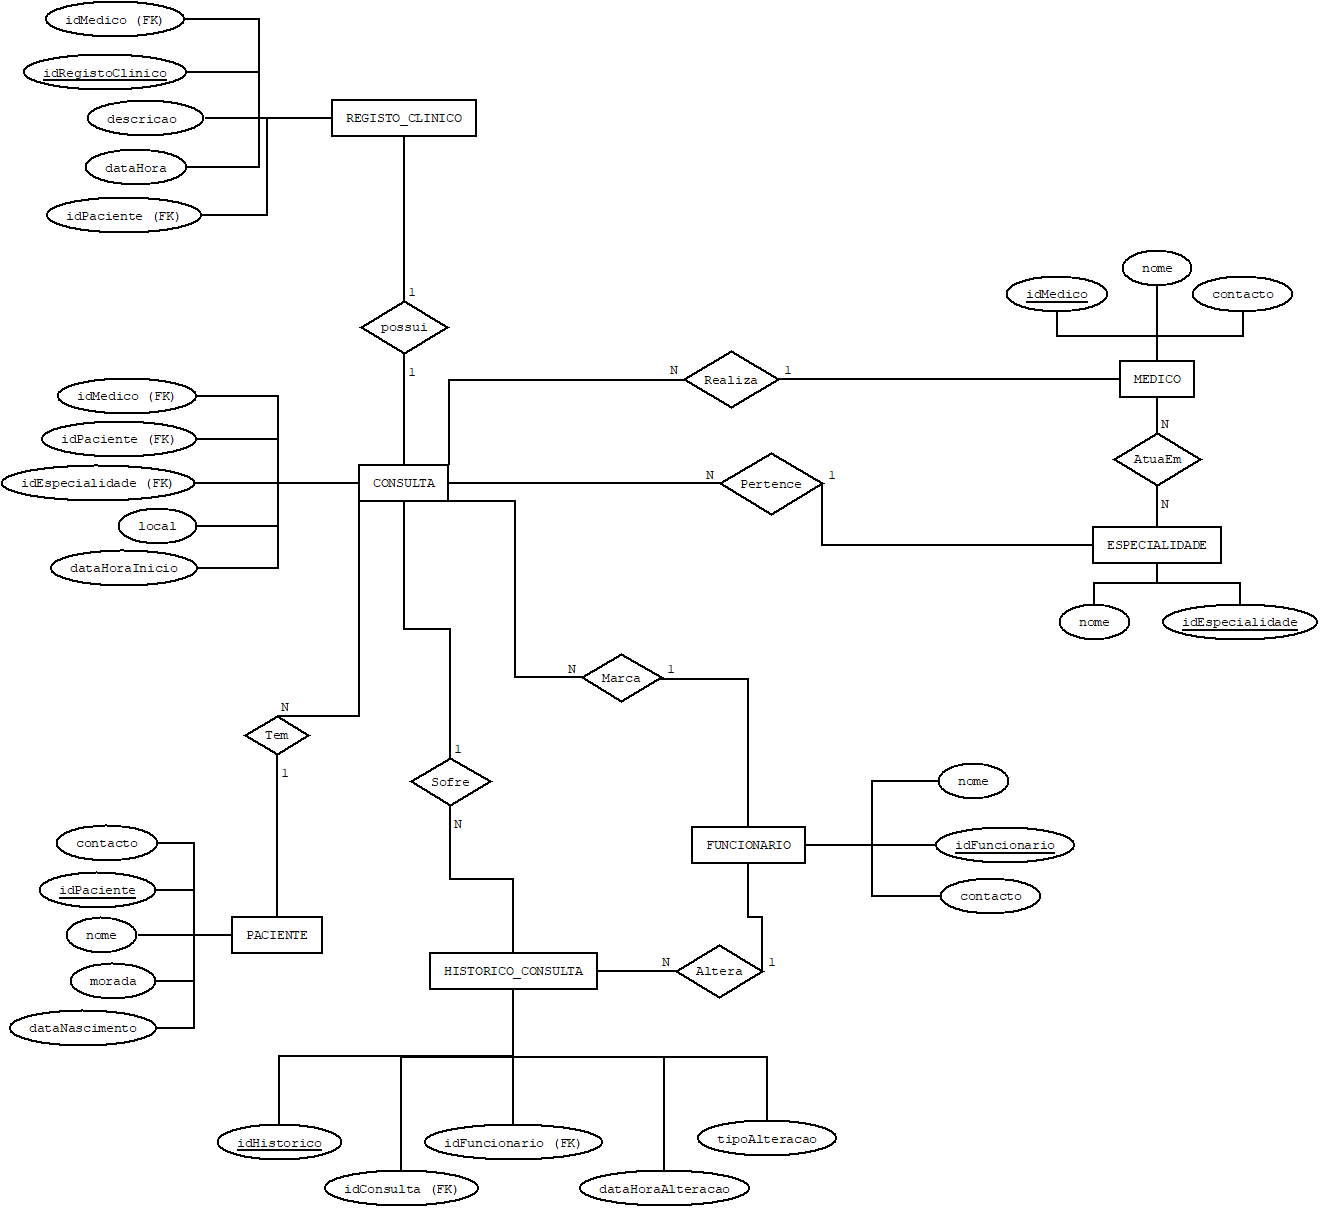 idMedico (FK)
idRegistoClinico
descricao
REGISTO_CLINICO
dataHora
idPaciente (FK)
nome
idMedico
contacto
1
possui
1
N
Realiza
1
MEDICO
idMedico (FK)
idPaciente (FK)
N
AtuaEm
N
idEspecialidade (FK)
CONSULTA
N
Pertence
1
local
dataHoraInicio
ESPECIALIDADE
nome
idEspecialidade
N
Marca
1
N
Tem
1
1
Sofre
N
nome
contacto
FUNCIONARIO
idFuncionario
idPaciente
contacto
nome
PACIENTE
morada
HISTORICO_CONSULTA
N
Altera
1
dataNascimento
idHistorico
idFuncionario (FK)
tipoAlteracao
idConsulta (FK)
dataHoraAlteracao